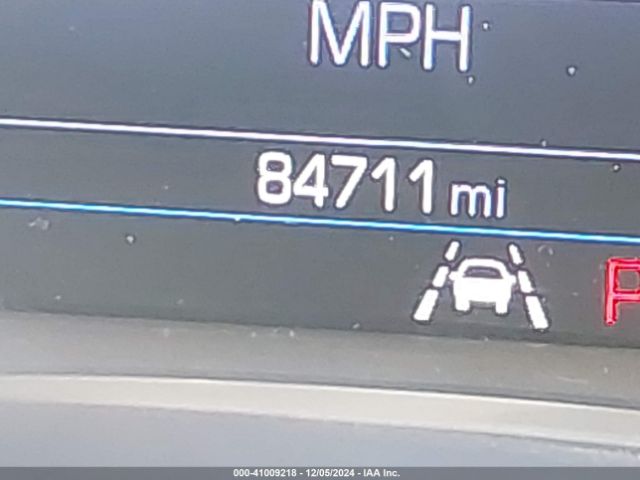 MPH
84711 mi
P
000-41009218 - 12/05/2024 - IAA Inc.